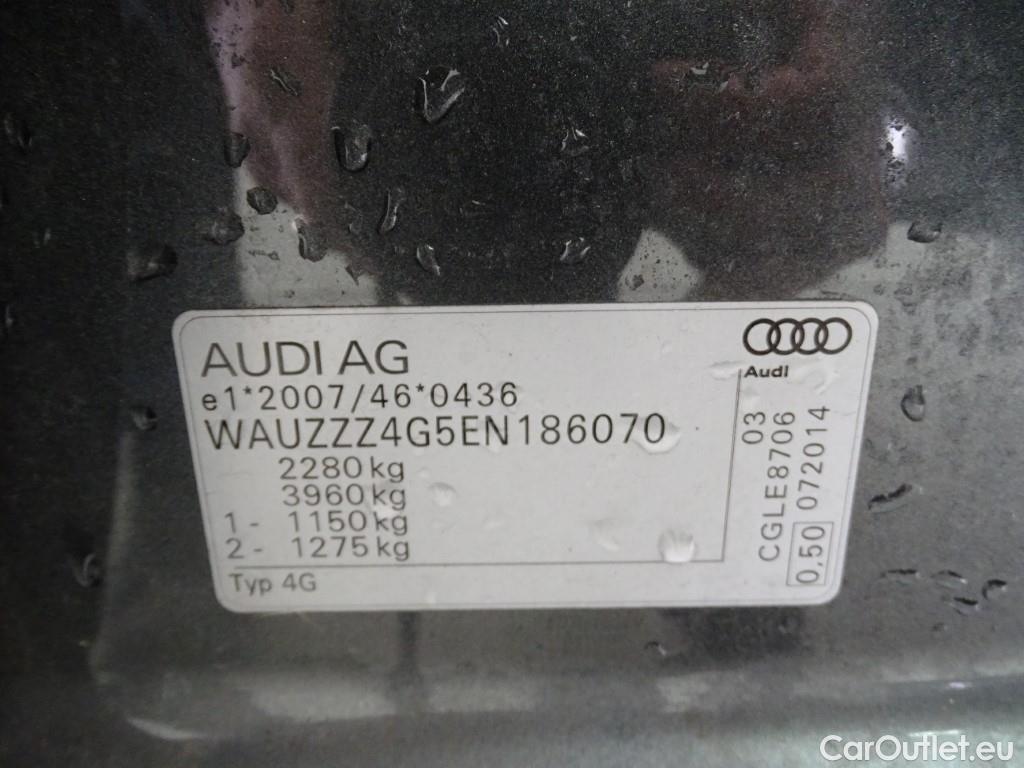 AUDI AG
e1*2007/46*0436
WAUZZZ4G5EN186070
2280 kg
3960 kg
1- 1150 kg
2- 1275 kg
Typ 4G
Audi
CGLE8706 03
0,50 072014
CarOutlet.eu